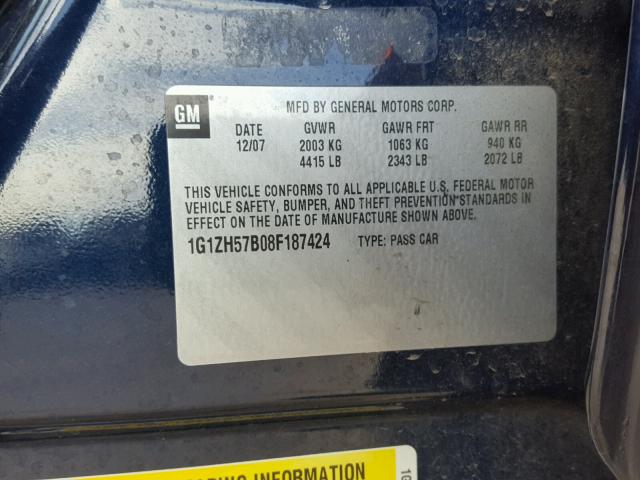 GM
MFD BY GENERAL MOTORS CORP.
DATE GVWR GAWR FRT GAWR RR
12/07 2003 KG 1063 KG 940 KG
4415 LB 2343 LB 2072 LB
THIS VEHICLE CONFORMS TO ALL APPLICABLE U.S. FEDERAL MOTOR
VEHICLE SAFETY, BUMPER, AND THEFT PREVENTION STANDARDS IN
EFFECT ON THE DATE OF MANUFACTURE SHOWN ABOVE.
1G1ZH57B08F187424 TYPE: PASS CAR
INFORMATION